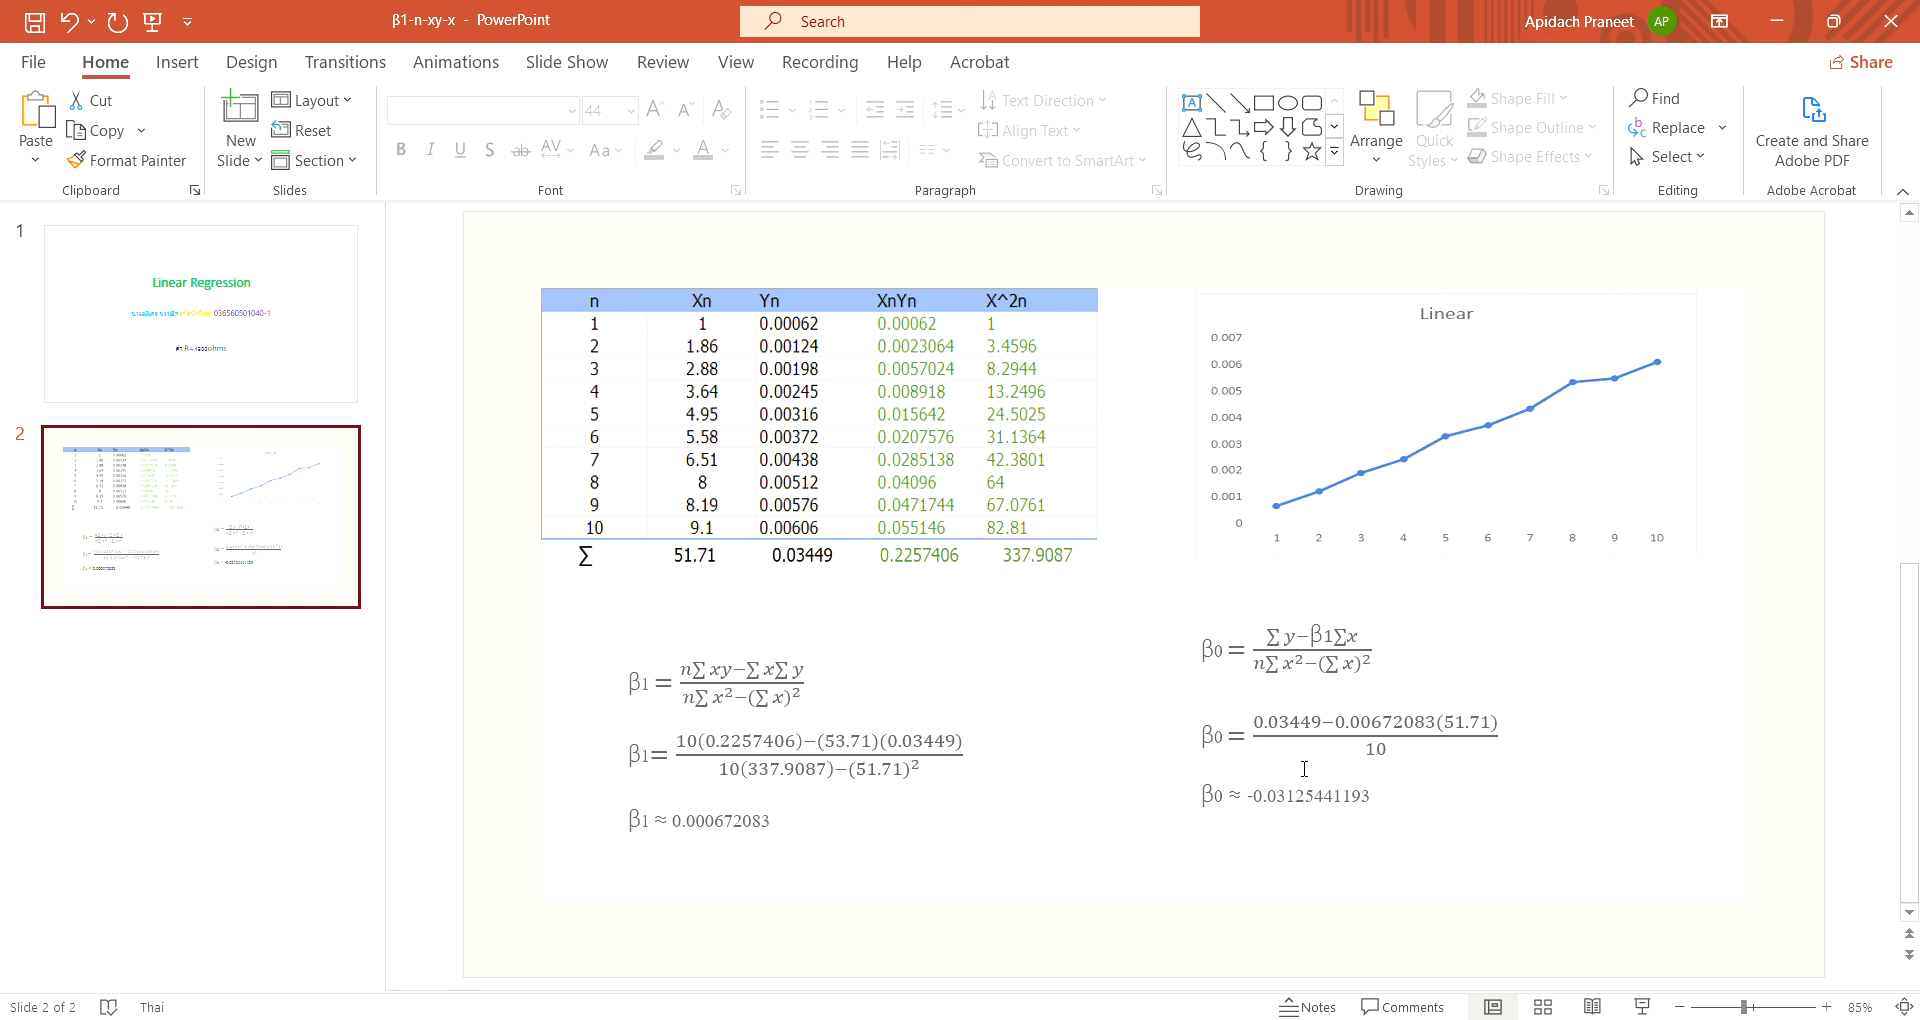 β1-n-xy-x - PowerPoint
Search
Apidach Praneet AP
File Home Insert Design Transitions Animations Slide Show Review View Recording Help Acrobat
Share
Paste
Cut
Copy
Format Painter
Clipboard
New Slide
Layout
Reset
Section
Slides
44
B I U S ab AV Aa A
Font
Text Direction
Align Text
Convert to SmartArt
Paragraph
Arrange
Quick Styles
Shape Fill
Shape Outline
Shape Effects
Drawing
Find
Replace
Select
Editing
Create and Share Adobe PDF
Adobe Acrobat
1
Linear Regression
036560501040-1
2
n Xn Yn XnYn X^2n
1 1 0.00062 0.00062 1
2 1.86 0.00124 0.0023064 3.4596
3 2.88 0.00198 0.0057024 8.2944
4 3.64 0.00245 0.008918 13.2496
5 4.95 0.00316 0.015642 24.5025
6 5.58 0.00372 0.0207576 31.1364
7 6.51 0.00438 0.0285138 42.3801
8 8 0.00512 0.04096 64
9 8.19 0.00576 0.0471744 67.0761
10 9.1 0.00606 0.055146 82.81
∑ 51.71 0.03449 0.2257406 337.9087
Linear
0.007
0.006
0.005
0.004
0.003
0.002
0.001
0
1 2 3 4 5 6 7 8 9 10
β1 = n∑ xy−∑ x∑ y
n∑ x²−(∑ x)²
β1= 10(0.2257406)−(53.71)(0.03449)
10(337.9087)−(51.71)²
β1 ≈ 0.000672083
β0 = ∑ y−β1∑x
n∑ x²−(∑ x)²
β0 = 0.03449−0.00672083(51.71)
10
β0 ≈ -0.03125441193
Slide 2 of 2 Thai
Notes Comments 85%